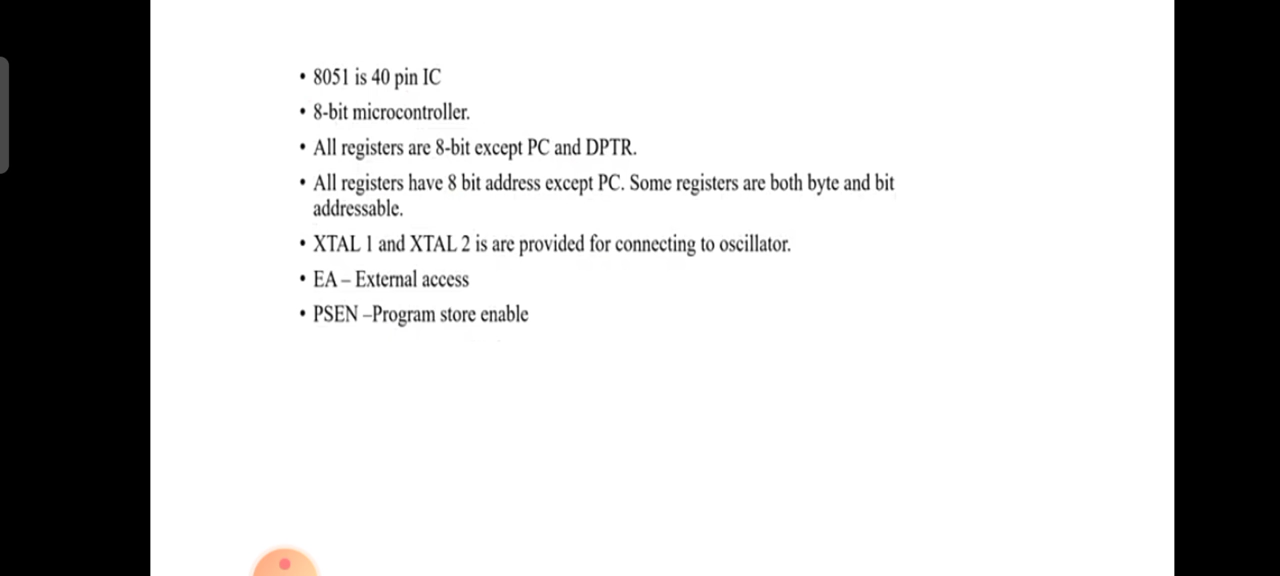 • 8051 is 40 pin IC
• 8-bit microcontroller.
• All registers are 8-bit except PC and DPTR.
• All registers have 8 bit address except PC. Some registers are both byte and bit
addressable.
• XTAL 1 and XTAL 2 is are provided for connecting to oscillator.
• EA – External access
• PSEN –Program store enable